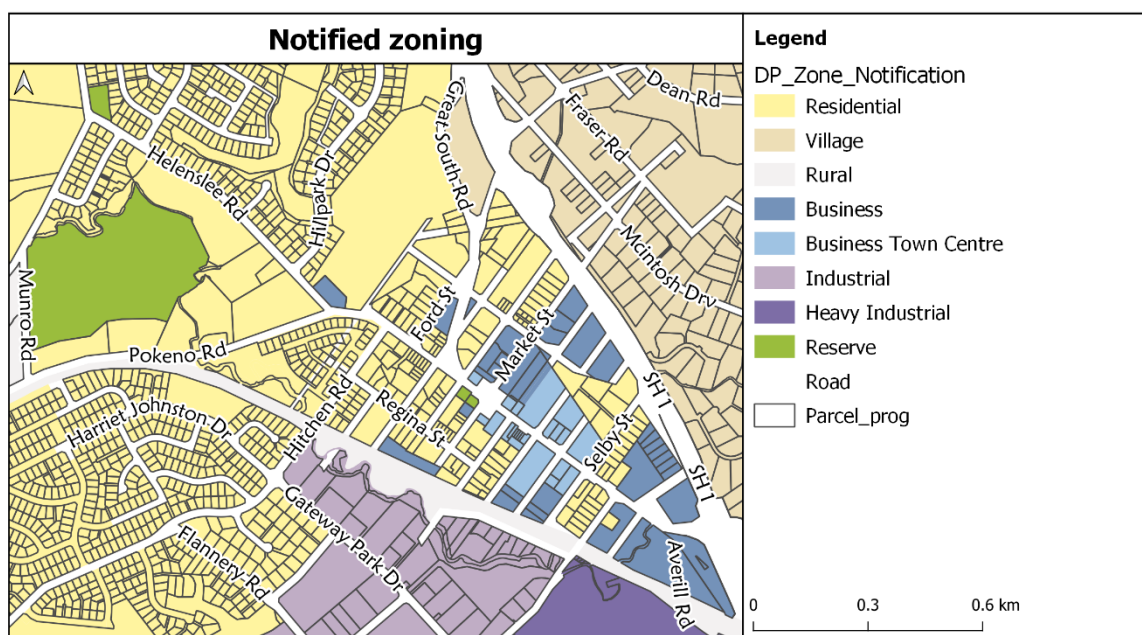 Notified zoning
Legend
DP_Zone_Notification
Residential
Village
Rural
Business
Business Town Centre
Industrial
Heavy Industrial
Reserve
Road
Parcel_prog
0 0.3 0.6 km
Dean Rd
Fraser Rd
Great South Rd
Helenslee Rd
Hillpark Dr
Mcintosh Drv
Munro Rd
Ford St
Market St
Pokeno Rd
SH 1
Hitchen Rd
Regina St
Harriet Johnston Dr
Selby St
SH 1
Gateway Park Dr
Flannery Rd
Averill Rd